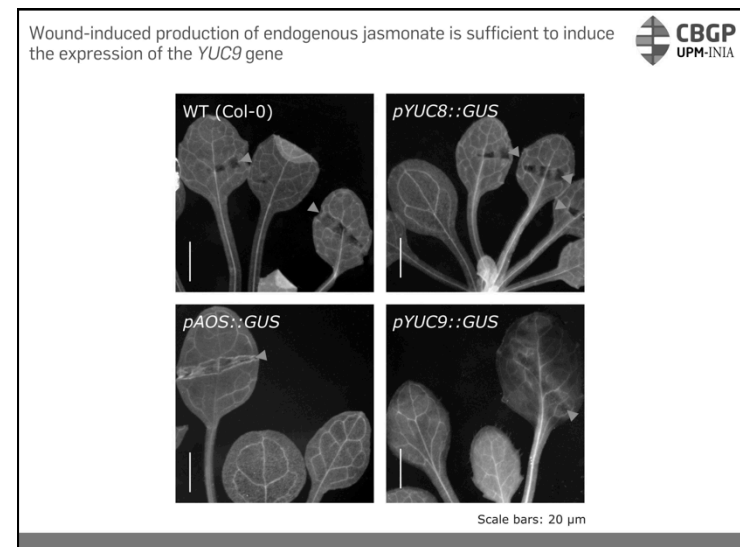 Wound-induced production of endogenous jasmonate is sufficient to induce
the expression of the YUC9 gene
CBGP
UPM-INIA
WT (Col-0)
pYUC8::GUS
pAOS::GUS
pYUC9::GUS
Scale bars: 20 µm